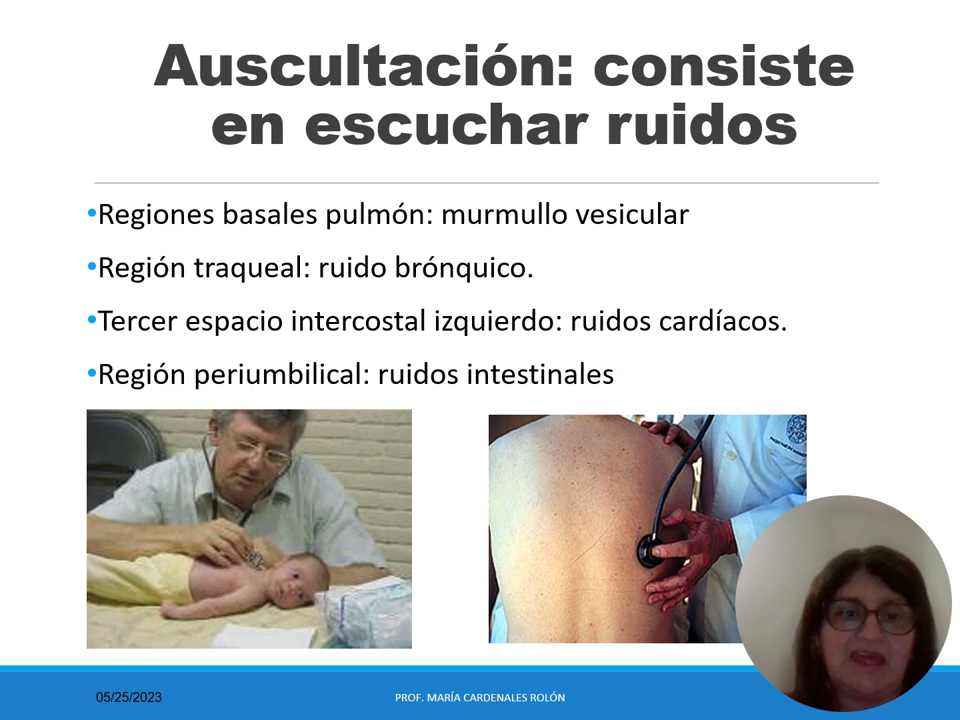 Auscultación: consiste
en escuchar ruidos
•Regiones basales pulmón: murmullo vesicular
•Región traqueal: ruido brónquico.
•Tercer espacio intercostal izquierdo: ruidos cardíacos.
•Región periumbilical: ruidos intestinales
05/25/2023
PROF. MARÍA CARDENALES ROLÓN